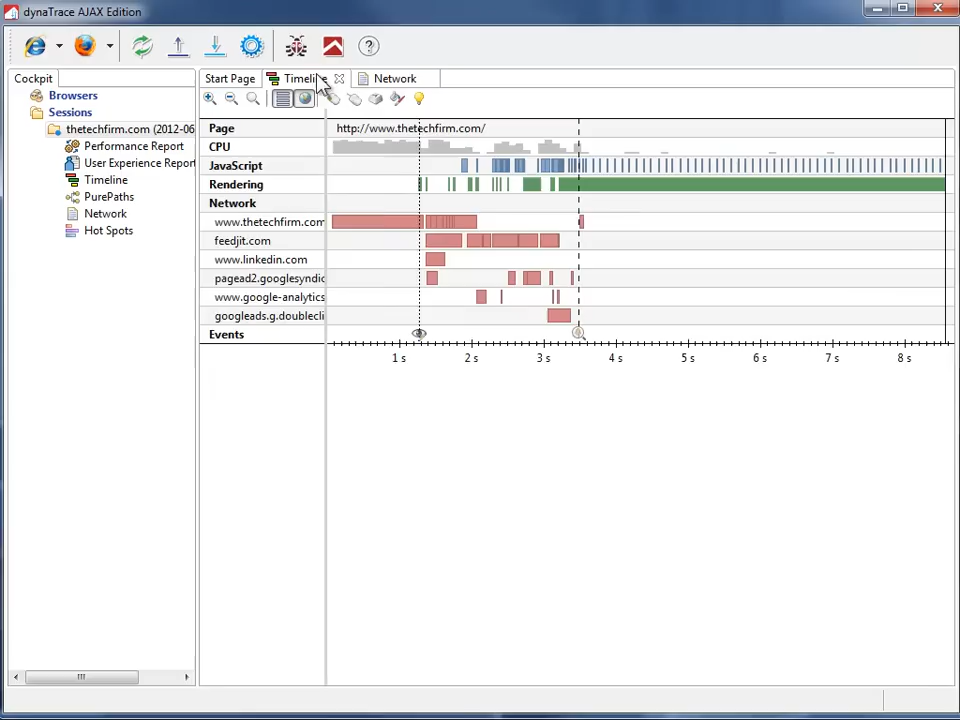 dynaTrace AJAX Edition
Cockpit
Start Page
Timeline
Network
Browsers
Sessions
thetechfirm.com (2012-06
Performance Report
User Experience Report
Timeline
PurePaths
Network
Hot Spots
Page
http://www.thetechfirm.com/
CPU
JavaScript
Rendering
Network
www.thetechfirm.com
feedjit.com
www.linkedin.com
pagead2.googlesyndic
www.google-analytics
googleads.g.doublecli
Events
1 s 2 s 3 s 4 s 5 s 6 s 7 s 8 s